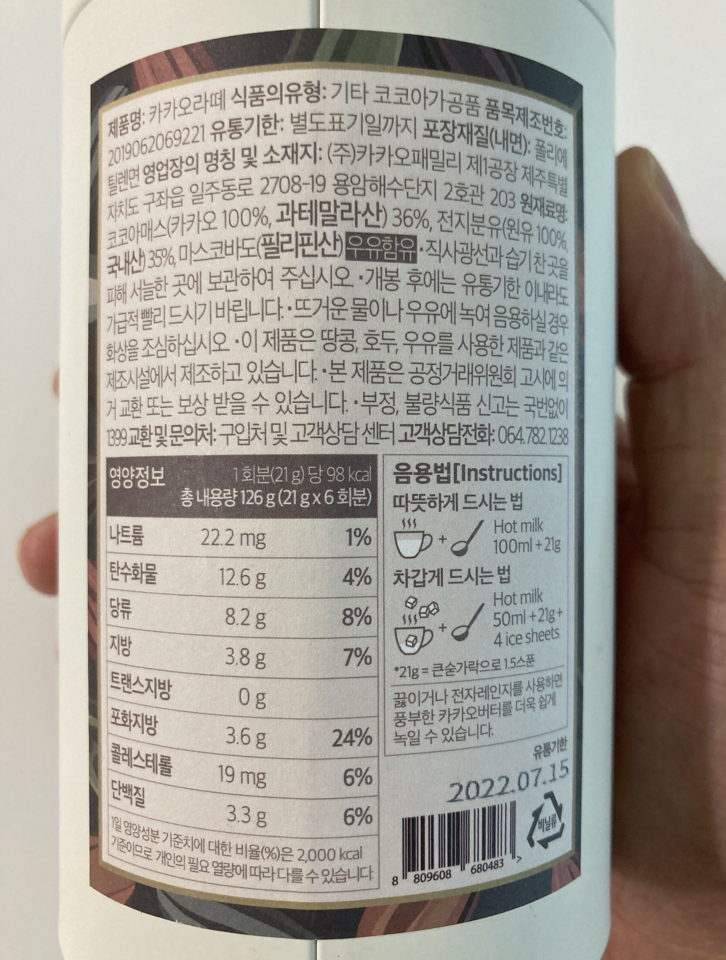 제품명: 카카오라떼 식품의유형: 기타 코코아가공품 품목제조번호:
2019062069221 유통기한: 별도표기일까지 포장재질(내면): 폴리에
틸렌면 영업장의 명칭 및 소재지: (주)카카오패밀리 제1공장 제주특별
자치도 구좌읍 일주동로 2708-19 용암해수단지 2호관 203 원재료명:
코코아매스(카카오 100%, 과테말라산) 36%, 전지분유(원유 100%,
국내산) 35%, 마스코바도(필리핀산) 우유함유 •직사광선과 습기 찬 곳을
피해 서늘한 곳에 보관하여 주십시오 •개봉 후에는 유통기한 이내라도
가급적 빨리 드시기 바랍니다. •뜨거운 물이나 우유에 녹여 음용하실 경우
화상을 조심하십시오 •이 제품은 땅콩, 호두, 우유를 사용한 제품과 같은
제조시설에서 제조하고 있습니다. •본 제품은 공정거래위원회 고시에 의
거 교환 또는 보상 받을 수 있습니다. •부정, 불량식품 신고는 국번없이
1399 교환 및 문의처: 구입처 및 고객상담 센터 고객상담전화: 064.782.1238
영양정보 1회분(21g) 당 98 kcal
총 내용량 126 g (21 g x 6 회분)
나트륨 22.2 mg 1%
탄수화물 12.6 g 4%
당류 8.2 g 8%
지방 3.8 g 7%
트랜스지방 0 g
포화지방 3.6 g 24%
콜레스테롤 19 mg 6%
단백질 3.3 g 6%
1일 영양성분 기준치에 대한 비율(%)은 2,000 kcal
기준이므로 개인의 필요 열량에 따라 다를 수 있습니다
음용법[Instructions]
따뜻하게 드시는 법
+
Hot milk
100ml + 21g
차갑게 드시는 법
+
Hot milk
50ml +21g+
4 ice sheets
*21g = 큰숟가락으로 1.5스푼
끓이거나 전자레인지를 사용하면
풍부한 카카오버터를 더욱 쉽게
녹일 수 있습니다.
유통기한
2022.07.15
비닐류
8 809608 680483 >